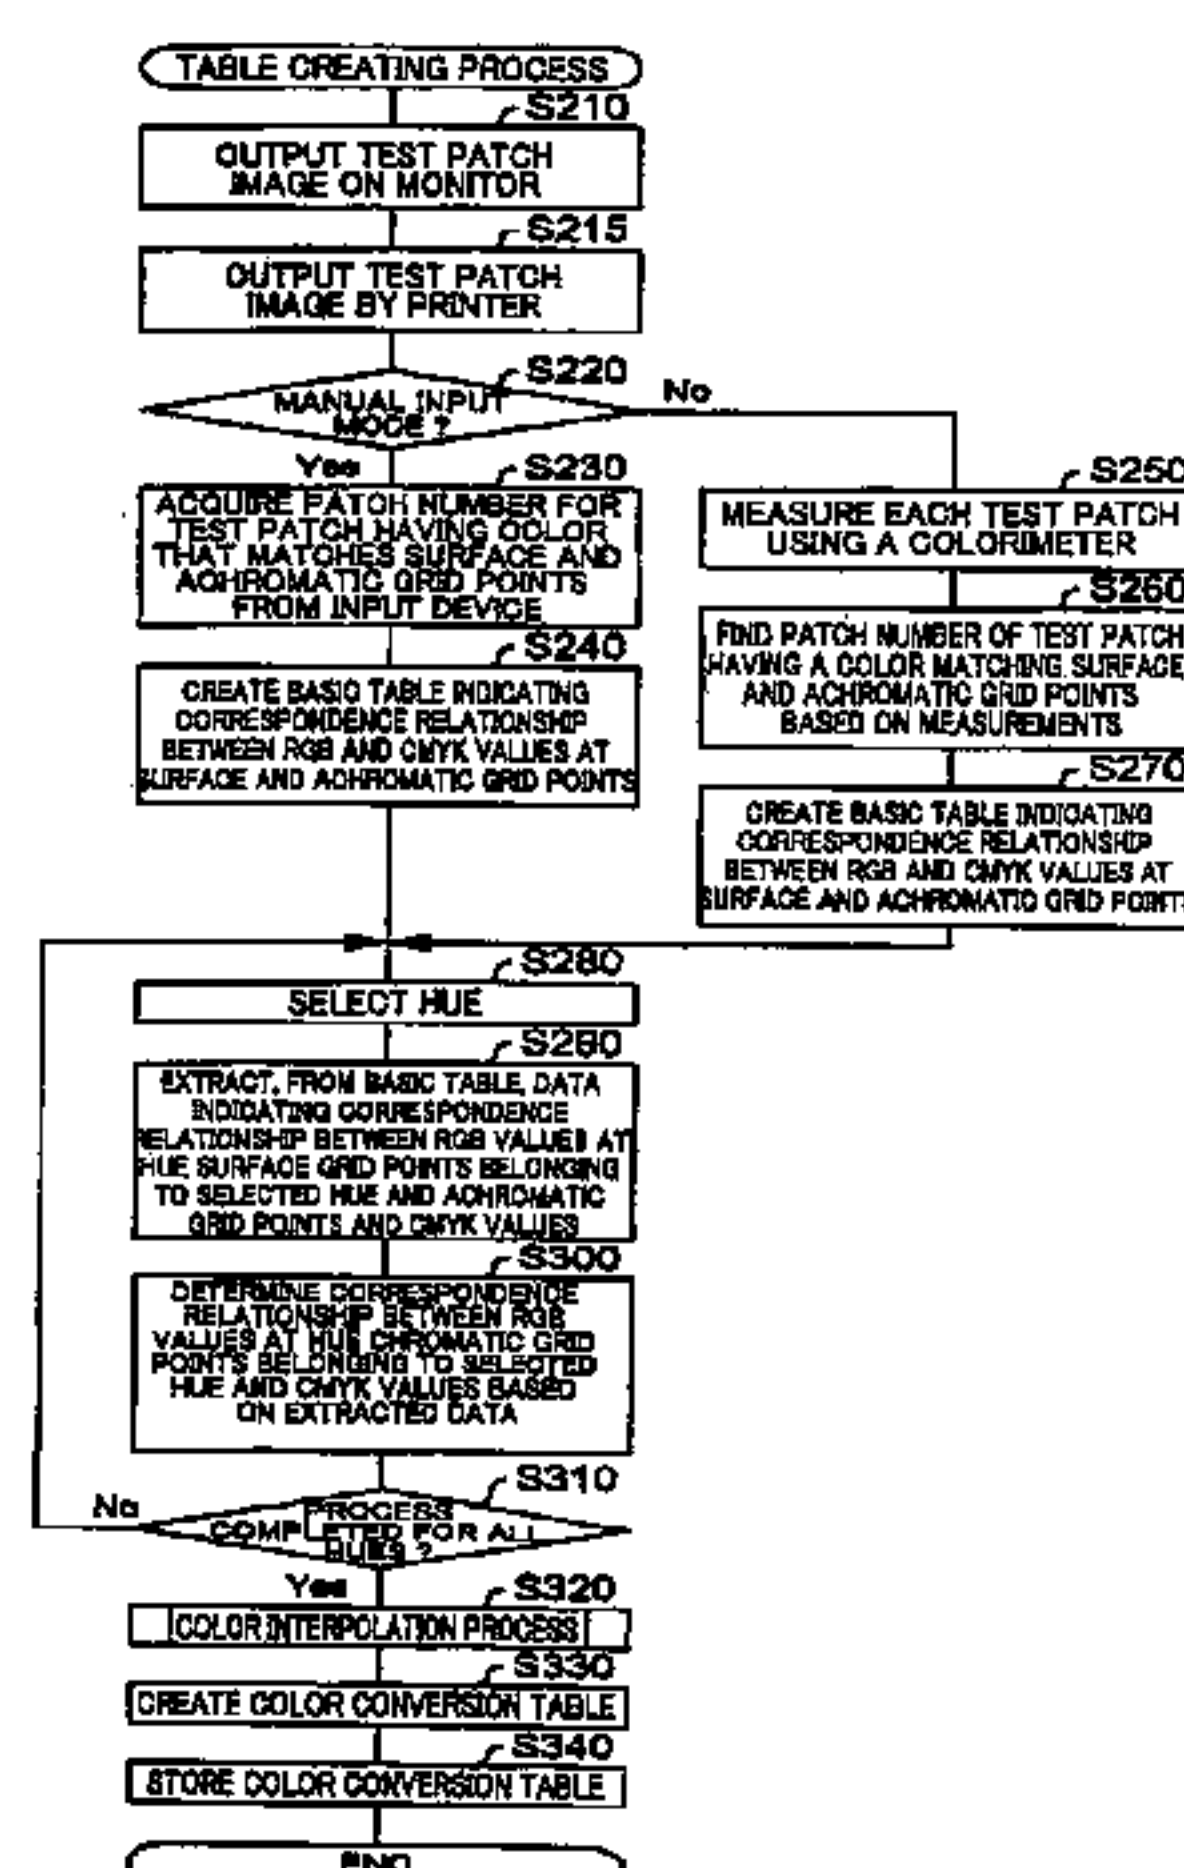 TABLE CREATING PROCESS
S210
OUTPUT TEST PATCH
IMAGE ON MONITOR
S215
OUTPUT TEST PATCH
IMAGE BY PRINTER
S220
MANUAL INPUT
MODE ?
No
Yes
S230
ACQUIRE PATCH NUMBER FOR
TEST PATCH HAVING COLOR
THAT MATCHES SURFACE AND
ACHROMATIC GRID POINTS
FROM INPUT DEVICE
S240
CREATE BASIC TABLE INDICATING
CORRESPONDENCE RELATIONSHIP
BETWEEN RGB AND CMYK VALUES AT
SURFACE AND ACHROMATIC GRID POINTS
S250
MEASURE EACH TEST PATCH
USING A COLORIMETER
S260
FIND PATCH NUMBER OF TEST PATCH
HAVING A COLOR MATCHING SURFACE
AND ACHROMATIC GRID POINTS
BASED ON MEASUREMENTS
S270
CREATE BASIC TABLE INDICATING
CORRESPONDENCE RELATIONSHIP
BETWEEN RGB AND CMYK VALUES AT
SURFACE AND ACHROMATIC GRID POINTS
S280
SELECT HUE
S290
EXTRACT, FROM BASIC TABLE, DATA
INDICATING CORRESPONDENCE
RELATIONSHIP BETWEEN RGB VALUES AT
HUE SURFACE GRID POINTS BELONGING
TO SELECTED HUE AND ACHROMATIC
GRID POINTS AND CMYK VALUES
S300
DETERMINE CORRESPONDENCE
RELATIONSHIP BETWEEN RGB
VALUES AT HUE CHROMATIC GRID
POINTS BELONGING TO SELECTED
HUE AND CMYK VALUES BASED
ON EXTRACTED DATA
S310
PROCESS
COMPLETED FOR ALL
HUES ?
No
Yes
S320
COLOR INTERPOLATION PROCESS
S330
CREATE COLOR CONVERSION TABLE
S340
STORE COLOR CONVERSION TABLE
END